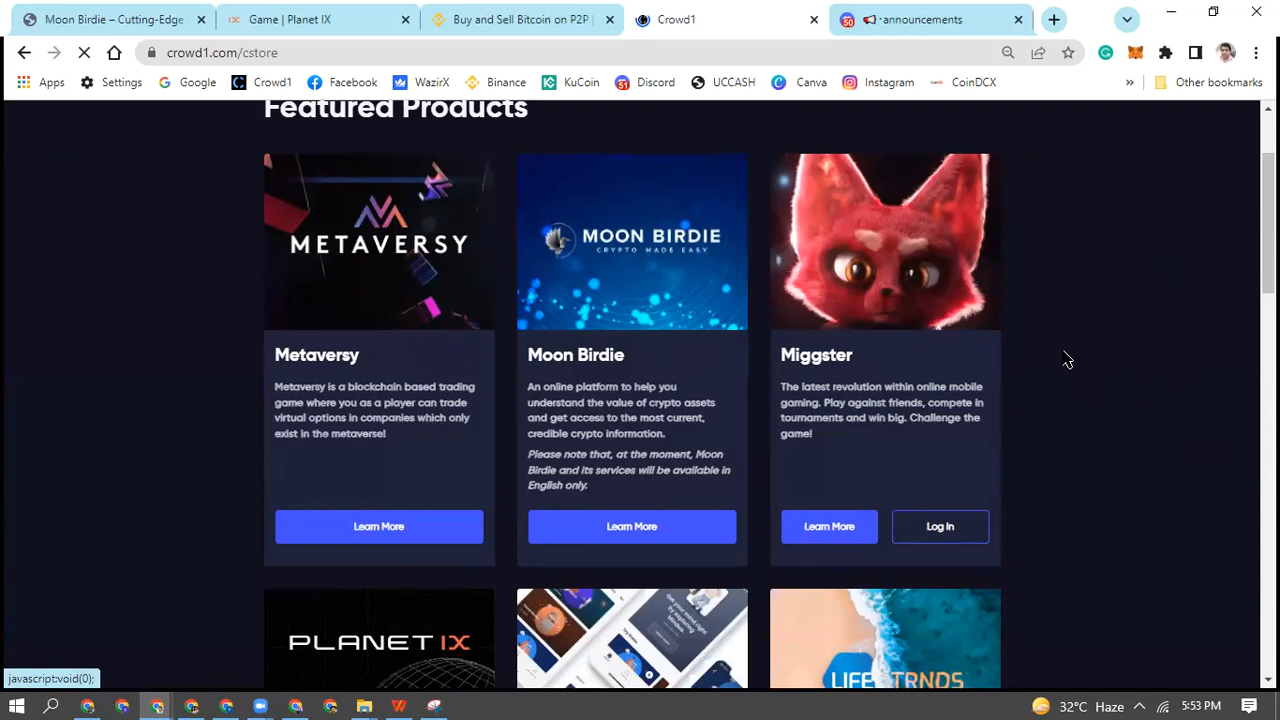 Moon Birdie – Cutting-Edge
Game | Planet IX
Buy and Sell Bitcoin on P2P |
Crowd1
50
announcements
crowd1.com/cstore
Apps
Settings
Google
Crowd1
Facebook
WazirX
Binance
KuCoin
51
Discord
UCCASH
Canva
Instagram
CoinDCX
»
Other bookmarks
Featured Products
METAVERSY
MOON BIRDIE
CRYPTO MADE EASY
Metaversy
Metaversy is a blockchain based trading
game where you as a player can trade
virtual options in companies which only
exist in the metaverse!
Learn More
Moon Birdie
An online platform to help you
understand the value of crypto assets
and get access to the most current,
credible crypto information.
Please note that, at the moment, Moon
Birdie and its services will be available in
English only.
Learn More
Miggster
The latest revolution within online mobile
gaming. Play against friends, compete in
tournaments and win big. Challenge the
game!
Learn More
Log In
PLANET IX
LIFE TRNDS
javascript:void(0);
32°C Haze
5:53 PM